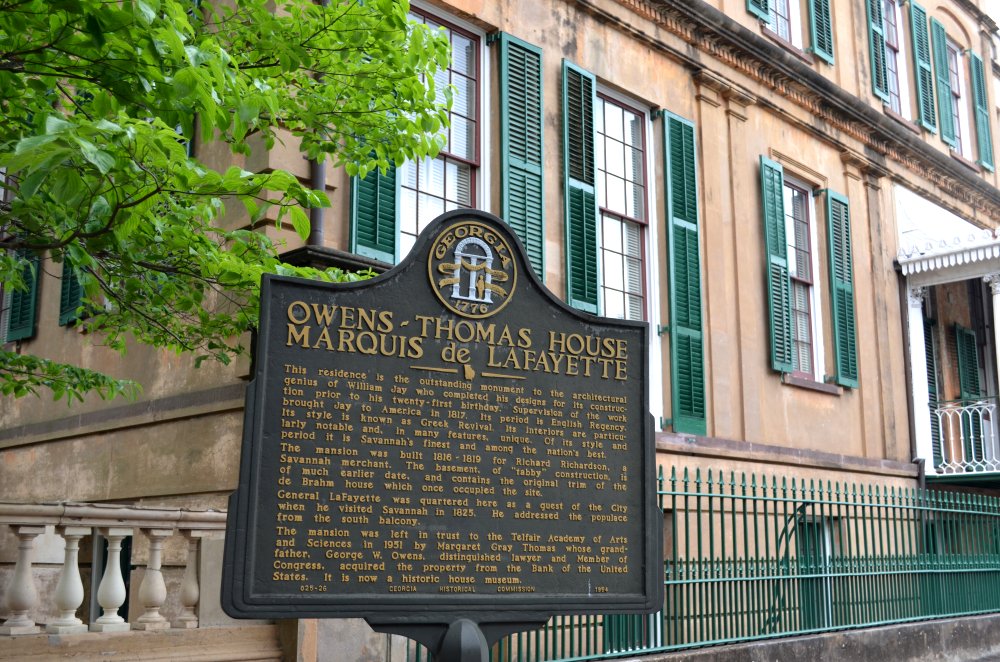 GEORGIA
1776
OWENS-THOMAS HOUSE
MARQUIS de LAFAYETTE
This residence is the outstanding monument to the architectural
genius of William Jay who completed his designs for its construc-
tion prior to his twenty-first birthday. Supervision of the work
brought Jay to America in 1817. Its period is English Regency.
Its style is known as Greek Revival. Its interiors are particu-
larly notable and, in many features, unique. Of its style and
period it is Savannah's finest and among the nation's best.
The mansion was built 1816-1819 for Richard Richardson, a
Savannah merchant. The basement, of "tabby" construction, is
of much earlier date, and contains the original trim of the
de Brahm house which once occupied the site.
General LaFayette was quartered here as a guest of the City
when he visited Savannah in 1825. He addressed the populace
from the south balcony.
The mansion was left in trust to the Telfair Academy of Arts
and Sciences in 1951 by Margaret Gray Thomas whose grand-
father, George W. Owens, distinguished lawyer and Member of
Congress, acquired the property from the Bank of the United
States. It is now a historic house museum.
025-26 GEORGIA HISTORICAL COMMISSION 1954